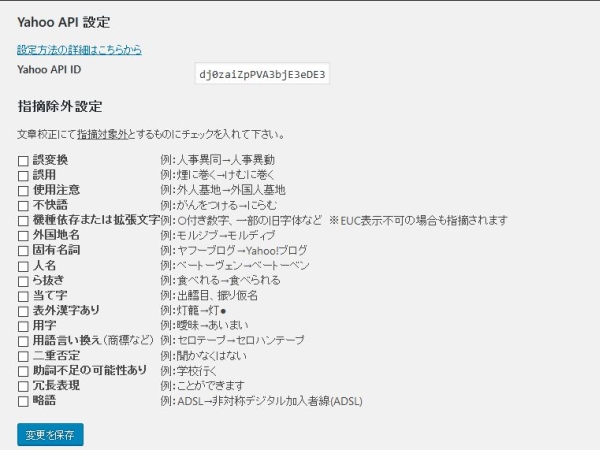 Yahoo API 設定
設定方法の詳細はこちらから
Yahoo API ID dj0zaiZpPVA3bjE3eDE3
指摘除外設定
文章校正にて指摘対象外とするものにチェックを入れて下さい。
誤変換 例：人事異同→人事異動
誤用 例：煙に巻く→けむに巻く
使用注意 例：外人墓地→外国人墓地
不快語 例：がんをつける→にらむ
機種依存または拡張文字 例：○付き数字、一部の旧字体など ※EUC表示不可の場合も指摘されます
外国地名 例：モルジブ→モルディブ
固有名詞 例：ヤフーブログ→Yahoo!ブログ
人名 例：ベートーヴェン→ベートーベン
ら抜き 例：食べれる→食べられる
当て字 例：出鱈目、振り仮名
表外漢字あり 例：灯籠→灯●
用字 例：曖昧→あいまい
用語言い換え(商標など) 例：セロテープ→セロハンテープ
二重否定 例：聞かなくはない
助詞不足の可能性あり 例：学校行く
冗長表現 例：ことができます
略語 例：ADSL→非対称デジタル加入者線(ADSL)
変更を保存